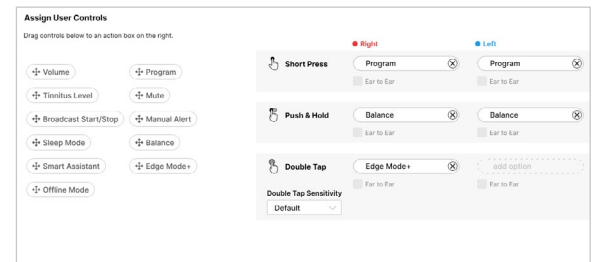 Assign User Controls
Drag controls below to an action box on the right.
Right Left
Short Press Program Program
Ear to Ear Ear to Ear
Volume Program
Tinnitus Level Mute
Broadcast Start/Stop Manual Alert
Push & Hold Balance Balance
Ear to Ear Ear to Ear
Sleep Mode Balance
Smart Assistant Edge Mode+
Double Tap Edge Mode+ add option
Ear to Ear Ear to Ear
Offline Mode
Double Tap Sensitivity
Default